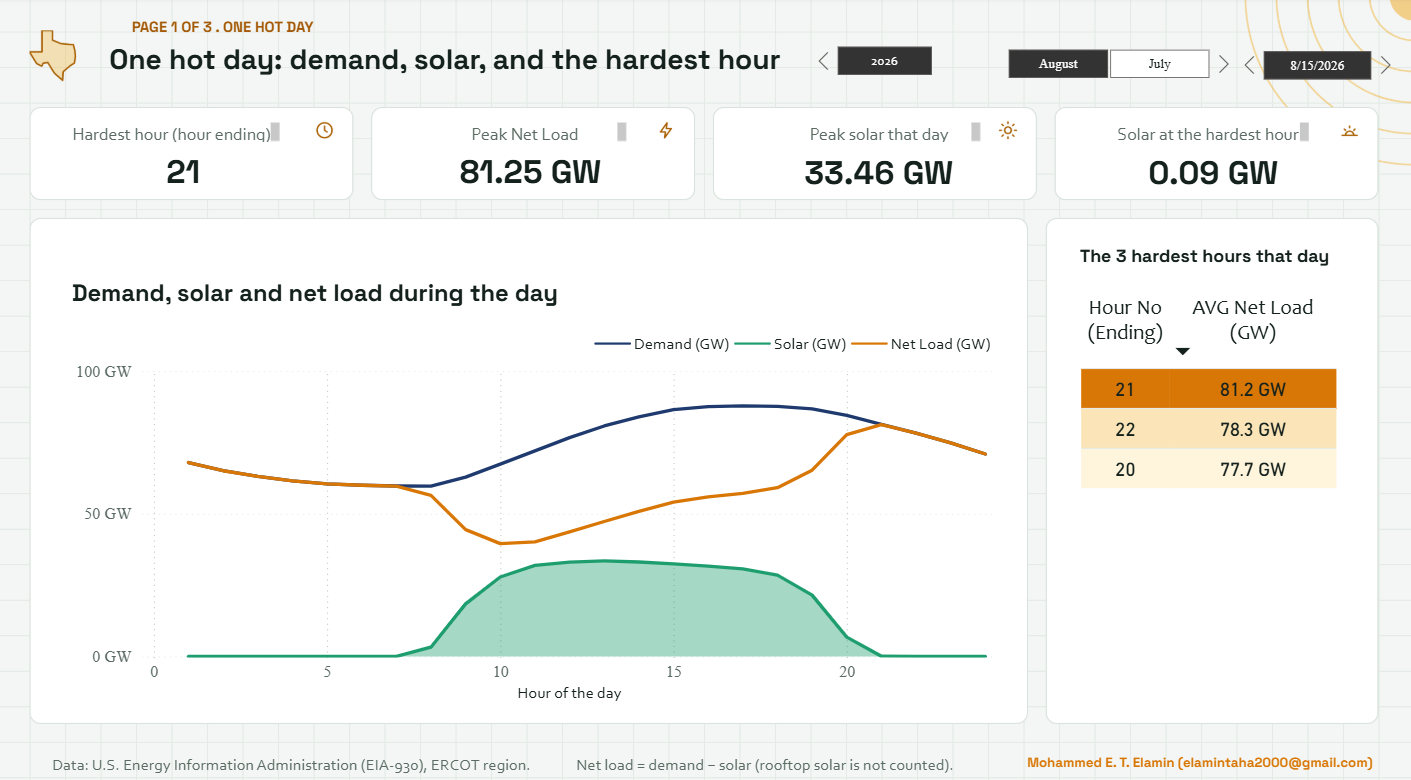 PAGE 1 OF 3 . ONE HOT DAY
One hot day: demand, solar, and the hardest hour
2026
August
July
8/15/2026
Hardest hour (hour ending)
21
Peak Net Load
81.25 GW
Peak solar that day
33.46 GW
Solar at the hardest hour
0.09 GW
Demand, solar and net load during the day
Demand (GW)
Solar (GW)
Net Load (GW)
100 GW
50 GW
0 GW
0
5
10
15
20
Hour of the day
The 3 hardest hours that day
Hour No (Ending)
AVG Net Load (GW)
21 81.2 GW
22 78.3 GW
20 77.7 GW
Data: U.S. Energy Information Administration (EIA-930), ERCOT region.
Net load = demand – solar (rooftop solar is not counted).
Mohammed E. T. Elamin (elamintaha2000@gmail.com)